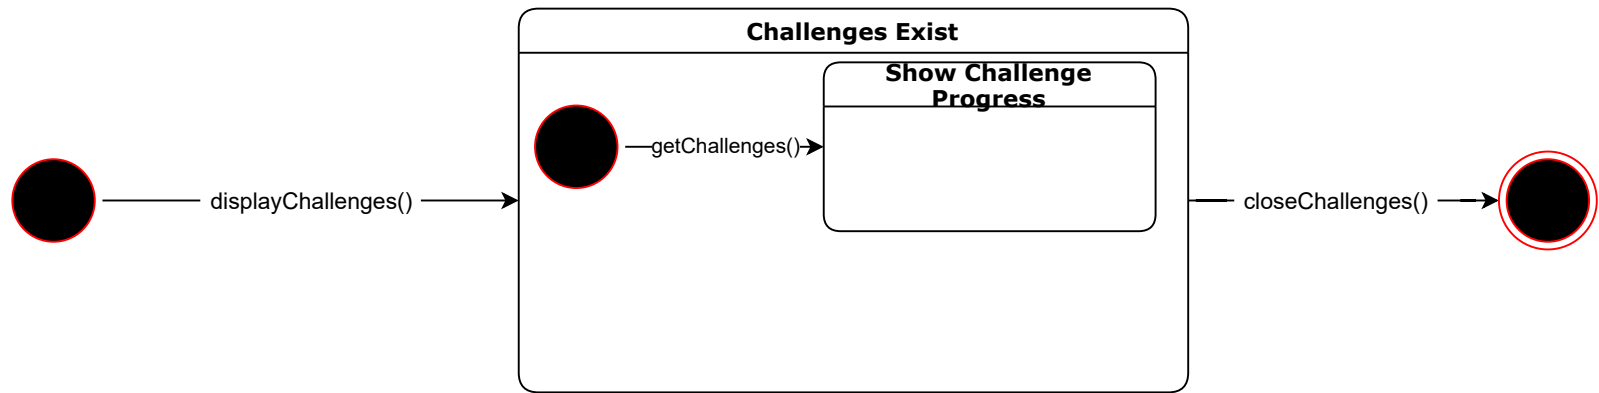 Challenges Exist
Show Challenge
Progress
getChallenges()
displayChallenges()
closeChallenges()